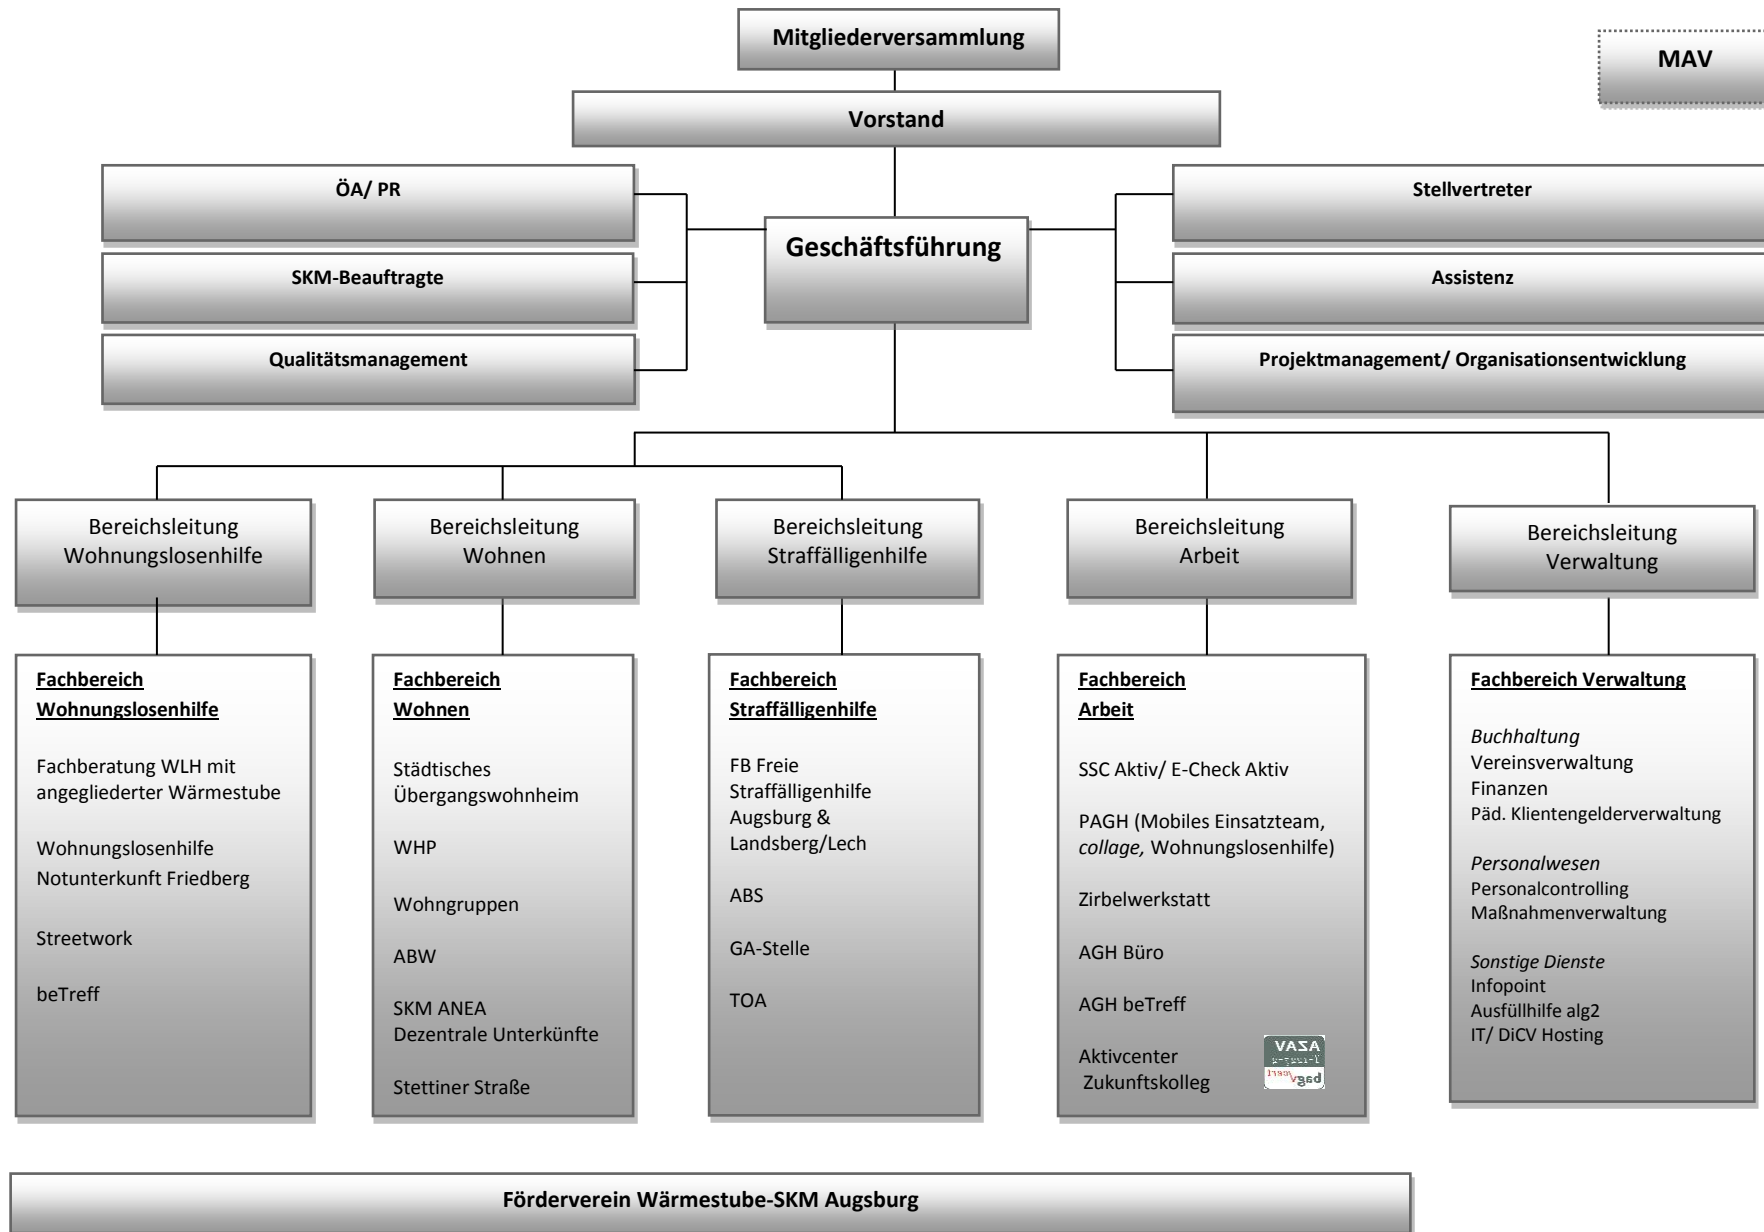 Mitgliederversammlung
MAV
Vorstand
ÖA/ PR
Stellvertreter
Geschäftsführung
SKM-Beauftragte
Assistenz
Qualitätsmanagement
Projektmanagement/ Organisationsentwicklung
Bereichsleitung
Wohnungslosenhilfe
Bereichsleitung
Wohnen
Bereichsleitung
Straffälligenhilfe
Bereichsleitung
Arbeit
Bereichsleitung
Verwaltung
Fachbereich
Wohnungslosenhilfe
Fachberatung WLH mit
angegliederter Wärmestube
Wohnungslosenhilfe
Notunterkunft Friedberg
Streetwork
beTreff
Fachbereich
Wohnen
Städtisches
Übergangswohnheim
WHP
Wohngruppen
ABW
SKM ANEA
Dezentrale Unterkünfte
Stettiner Straße
Fachbereich
Straffälligenhilfe
FB Freie
Straffälligenhilfe
Augsburg &
Landsberg/Lech
ABS
GA-Stelle
TOA
Fachbereich
Arbeit
SSC Aktiv/ E-Check Aktiv
PAGH (Mobiles Einsatzteam,
collage, Wohnungslosenhilfe)
Zirbelwerkstatt
AGH Büro
AGH beTreff
Aktivcenter
Zukunftskolleg
AZAV
bag cert
Fachbereich Verwaltung
Buchhaltung
Vereinsverwaltung
Finanzen
Päd. Klientengelderverwaltung
Personalwesen
Personalcontrolling
Maßnahmenverwaltung
Sonstige Dienste
Infopoint
Ausfüllhilfe alg2
IT/ DiCV Hosting
Förderverein Wärmestube-SKM Augsburg